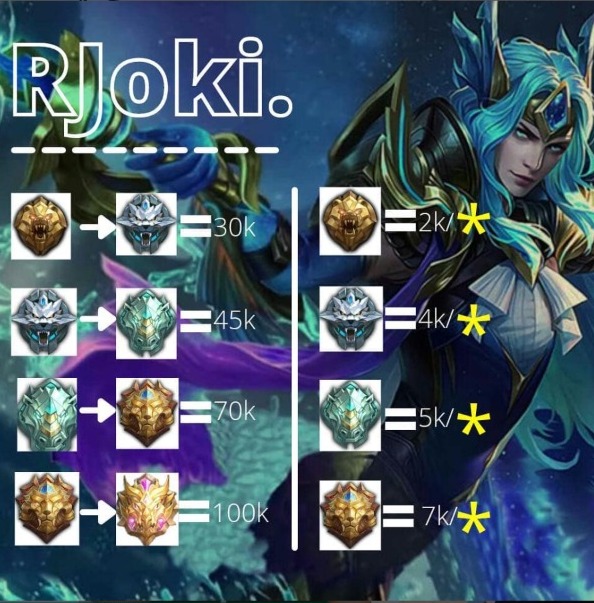 RJoki.
= 30k
= 2k/*
= 45k
= 4k/*
= 70k
= 5k/*
= 100k
= 7k/*